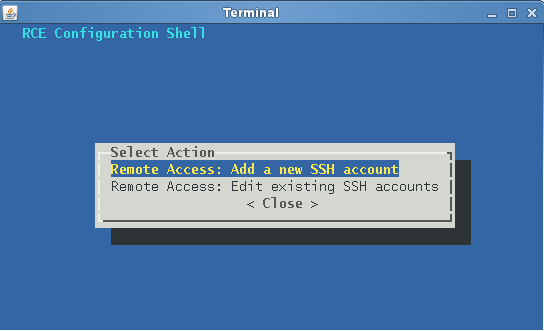 Terminal
RCE Configuration Shell
Select Action
Remote Access: Add a new SSH account
Remote Access: Edit existing SSH accounts
< Close >